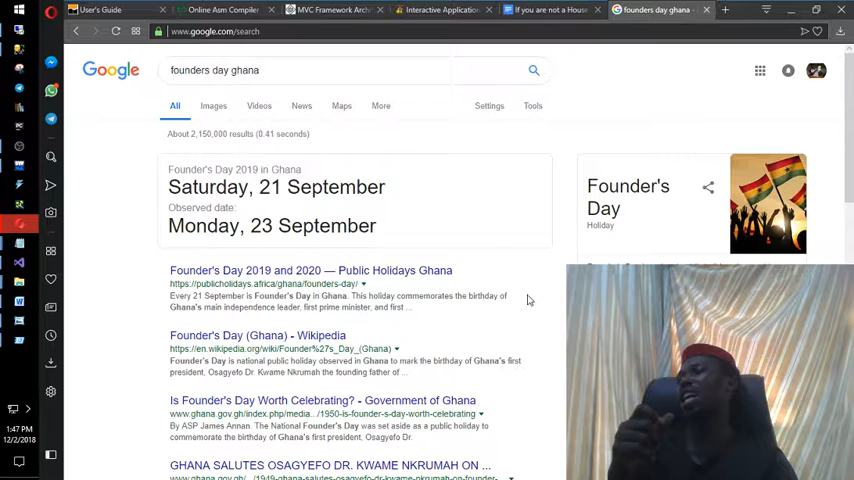 User's Guide
Online Asm Compiler
MVC Framework Arch
Interactive Application
If you are not a House
founders day ghana -
www.google.com/search
Google
founders day ghana
All
Images
Videos
News
Maps
More
Settings
Tools
About 2,150,000 results (0.41 seconds)
Founder's Day 2019 in Ghana
Saturday, 21 September
Observed date:
Monday, 23 September
Founder's
Day
Holiday
Founder's Day 2019 and 2020 — Public Holidays Ghana
https://publicholidays.africa/ghana/founders-day/
Every 21 September is Founder's Day in Ghana. This holiday commemorates the birthday of
Ghana's main independence leader, first prime minister, and first ...
Founder's Day (Ghana) - Wikipedia
https://en.wikipedia.org/wiki/Founder%27s_Day_(Ghana)
Founder's Day is national public holiday observed in Ghana to mark the birthday of Ghana's first
president, Osagyefo Dr. Kwame Nkrumah the founding father of ...
Is Founder's Day Worth Celebrating? - Government of Ghana
www.ghana.gov.gh/index.php/media.../1950-is-founder-s-day-worth-celebrating
By ASP James Annan. The National Founder's Day was set aside as a public holiday to
commemorate the birthday of Ghana's first president, Osagyefo Dr.
GHANA SALUTES OSAGYEFO DR. KWAME NKRUMAH ON ...
1:47 PM
12/2/2018